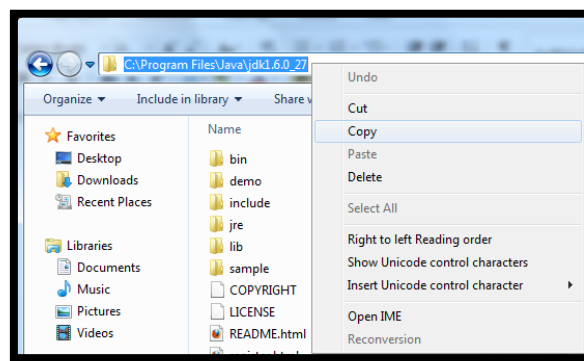 C:\Program Files\Java\jdk1.6.0_27
Organize
Include in library
Share
Favorites
Desktop
Downloads
Recent Places
Libraries
Documents
Music
Pictures
Videos
Name
bin
demo
include
jre
lib
sample
COPYRIGHT
LICENSE
README.html
Undo
Cut
Copy
Paste
Delete
Select All
Right to left Reading order
Show Unicode control characters
Insert Unicode control character
Open IME
Reconversion